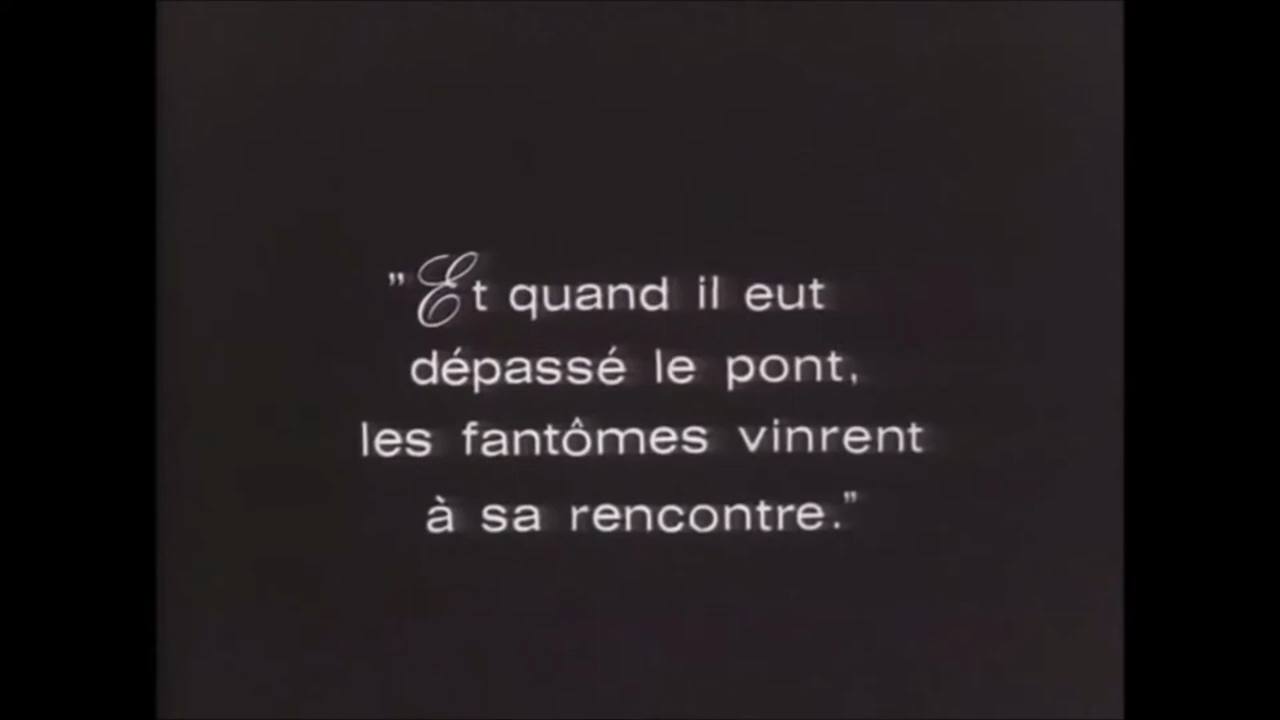 ”Et quand il eut
dépassé le pont,
les fantômes vinrent
à sa rencontre.”